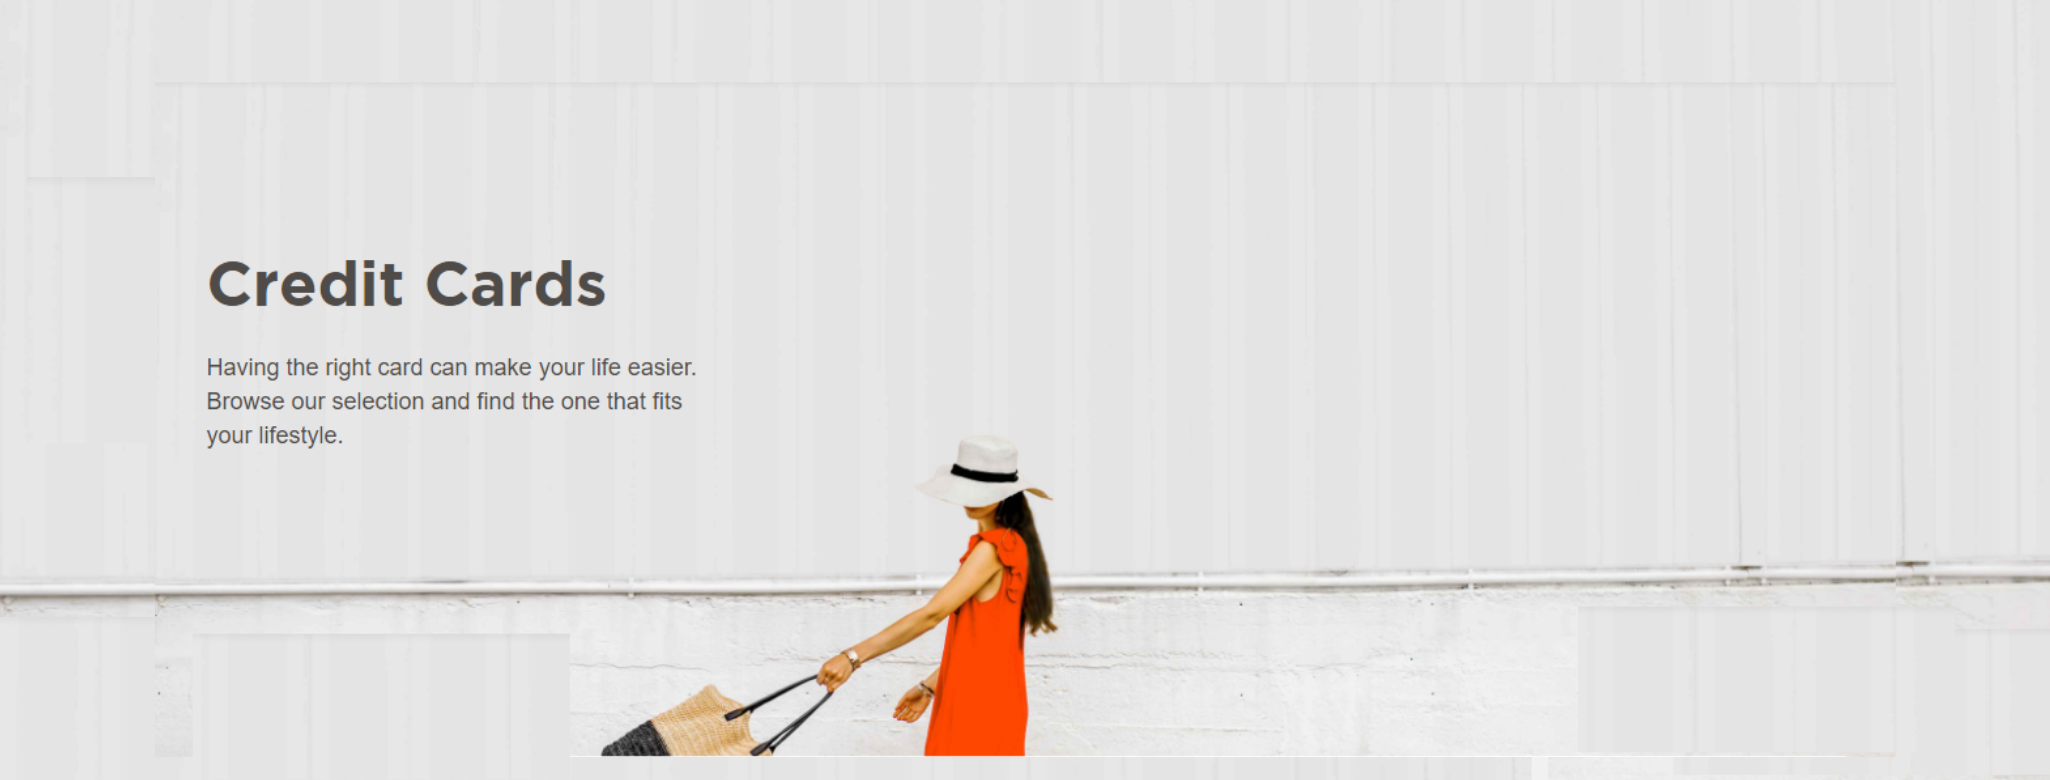 Credit Cards
Having the right card can make your life easier.
Browse our selection and find the one that fits
your lifestyle.